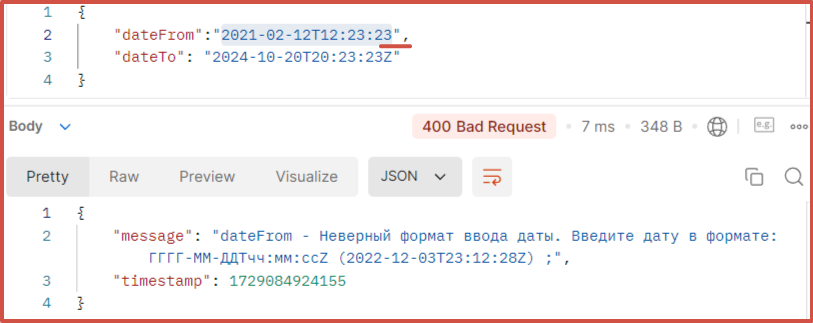 1 {
2 "dateFrom":"2021-02-12T12:23:23",
3 "dateTo": "2024-10-20T20:23:23Z"
4 }
Body 400 Bad Request 7 ms 348 B e.g.
Pretty Raw Preview Visualize JSON
1 {
2 "message": "dateFrom - Неверный формат ввода даты. Введите дату в формате:
ГГГГ-ММ-ДДТчч:мм:ссZ (2022-12-03T23:12:28Z) ;",
3 "timestamp": 1729084924155
4 }